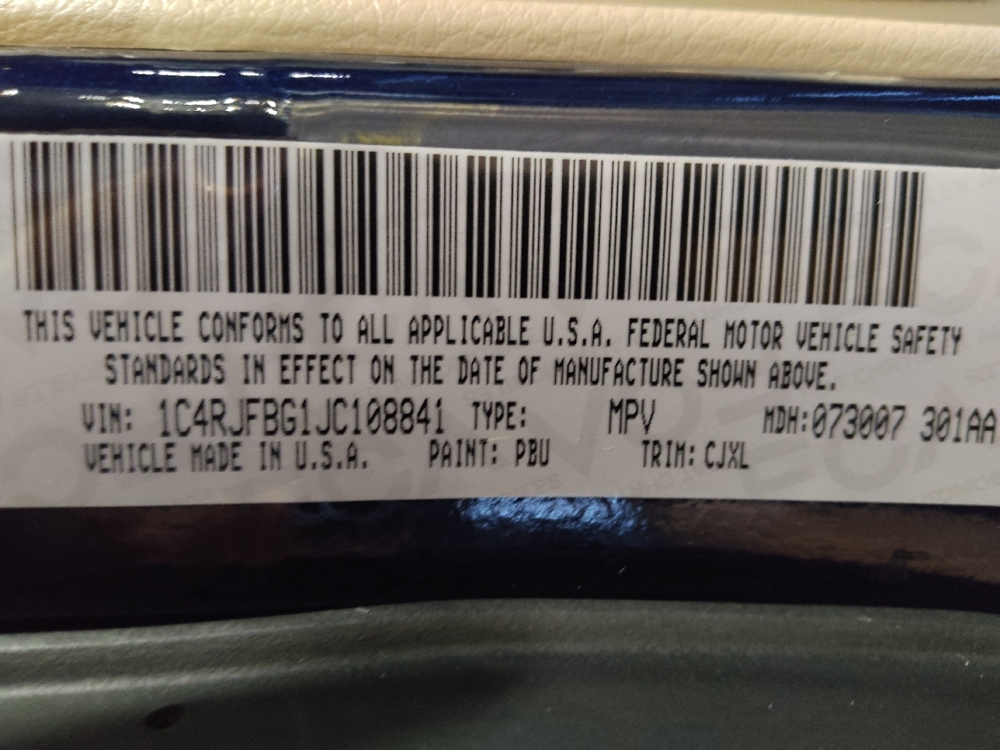 THIS VEHICLE CONFORMS TO ALL APPLICABLE U.S.A. FEDERAL MOTOR VEHICLE SAFETY
STANDARDS IN EFFECT ON THE DATE OF MANUFACTURE SHOWN ABOVE.
VIN: 1C4RJFBG1JC108841 TYPE: MPV MDH:073007 301AA
VEHICLE MADE IN U.S.A. PAINT: PBU TRIM: CJXL